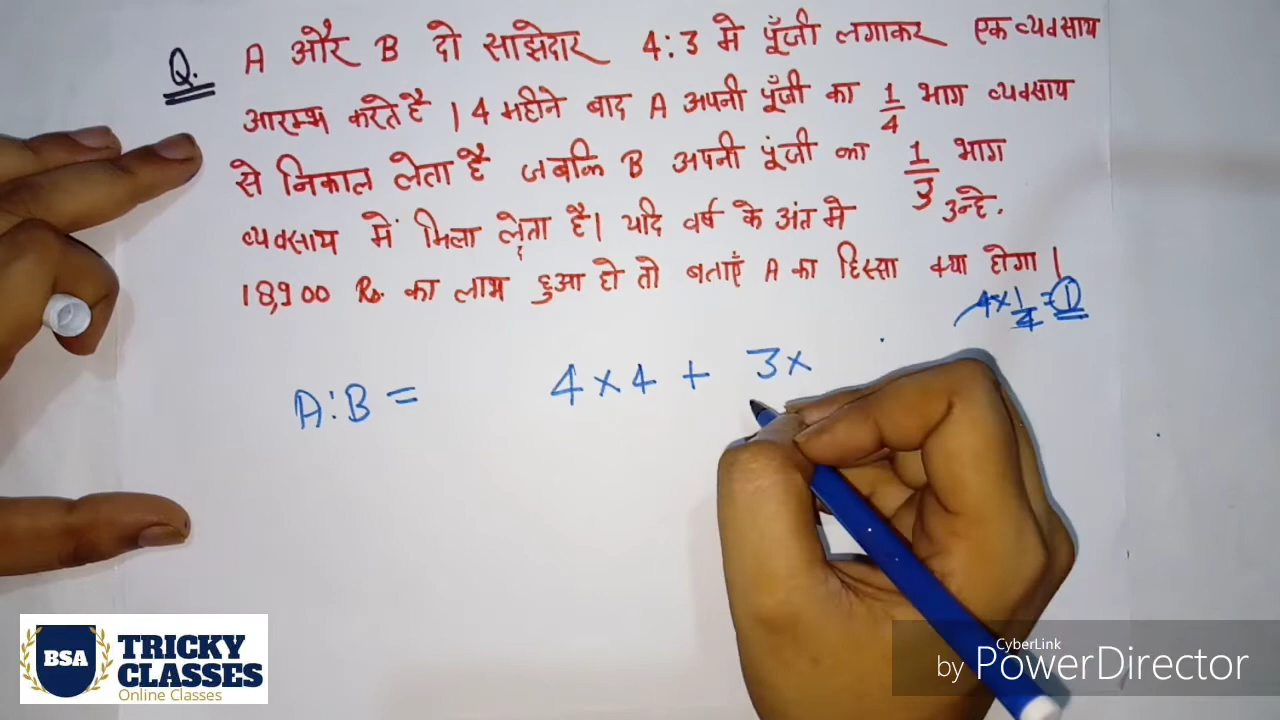 Q. A और B दो साझेदार 4:3 मे पूँजी लगाकर एक व्यवसाय
आरम्भ करते है | 4 महीने बाद A अपनी पूँजी का 1/4 भाग व्यवसाय
से निकाल लेता है जबकि B अपनी पूंजी का 1/3 भाग
व्यवसाय में मिला लेता है। यदि वर्ष के अंत मे उन्हे.
18,900 Rs. का लाभ हुआ हो तो बताएँ A का हिस्सा क्या होगा |
4×1/4=1
A:B = 4×4 + 3×
BSA TRICKY CLASSES
Online Classes
CyberLink
by PowerDirector